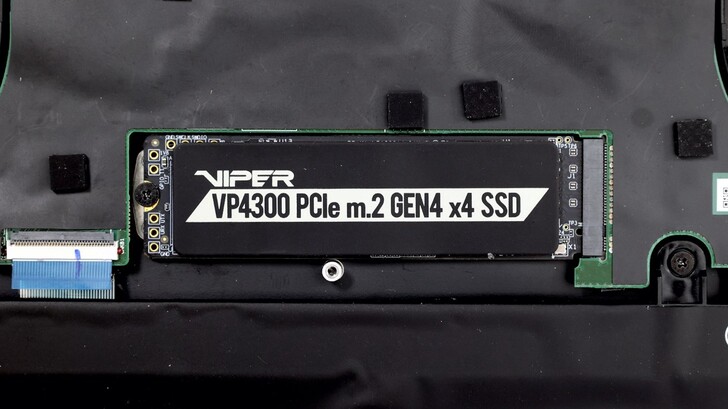 VIPER
VP4300 PCIe m.2 GEN4 x4 SSD